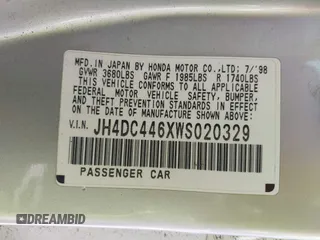 MFD. IN JAPAN BY HONDA MOTOR CO.,LTD: 7/'98
GVWR 3680LBS GAWR F 1985LBS R 1740LBS
THIS VEHICLE CONFORMS TO ALL APPLICABLE
FEDERAL MOTOR VEHICLE SAFETY, BUMPER,
AND THEFT PREVENTION STANDARDS IN EFFECT
ON THE DATE OF MANUFACTURE SHOWN ABOVE.
V.I.N. JH4DC446XWS020329
PASSENGER CAR
DREAMBID